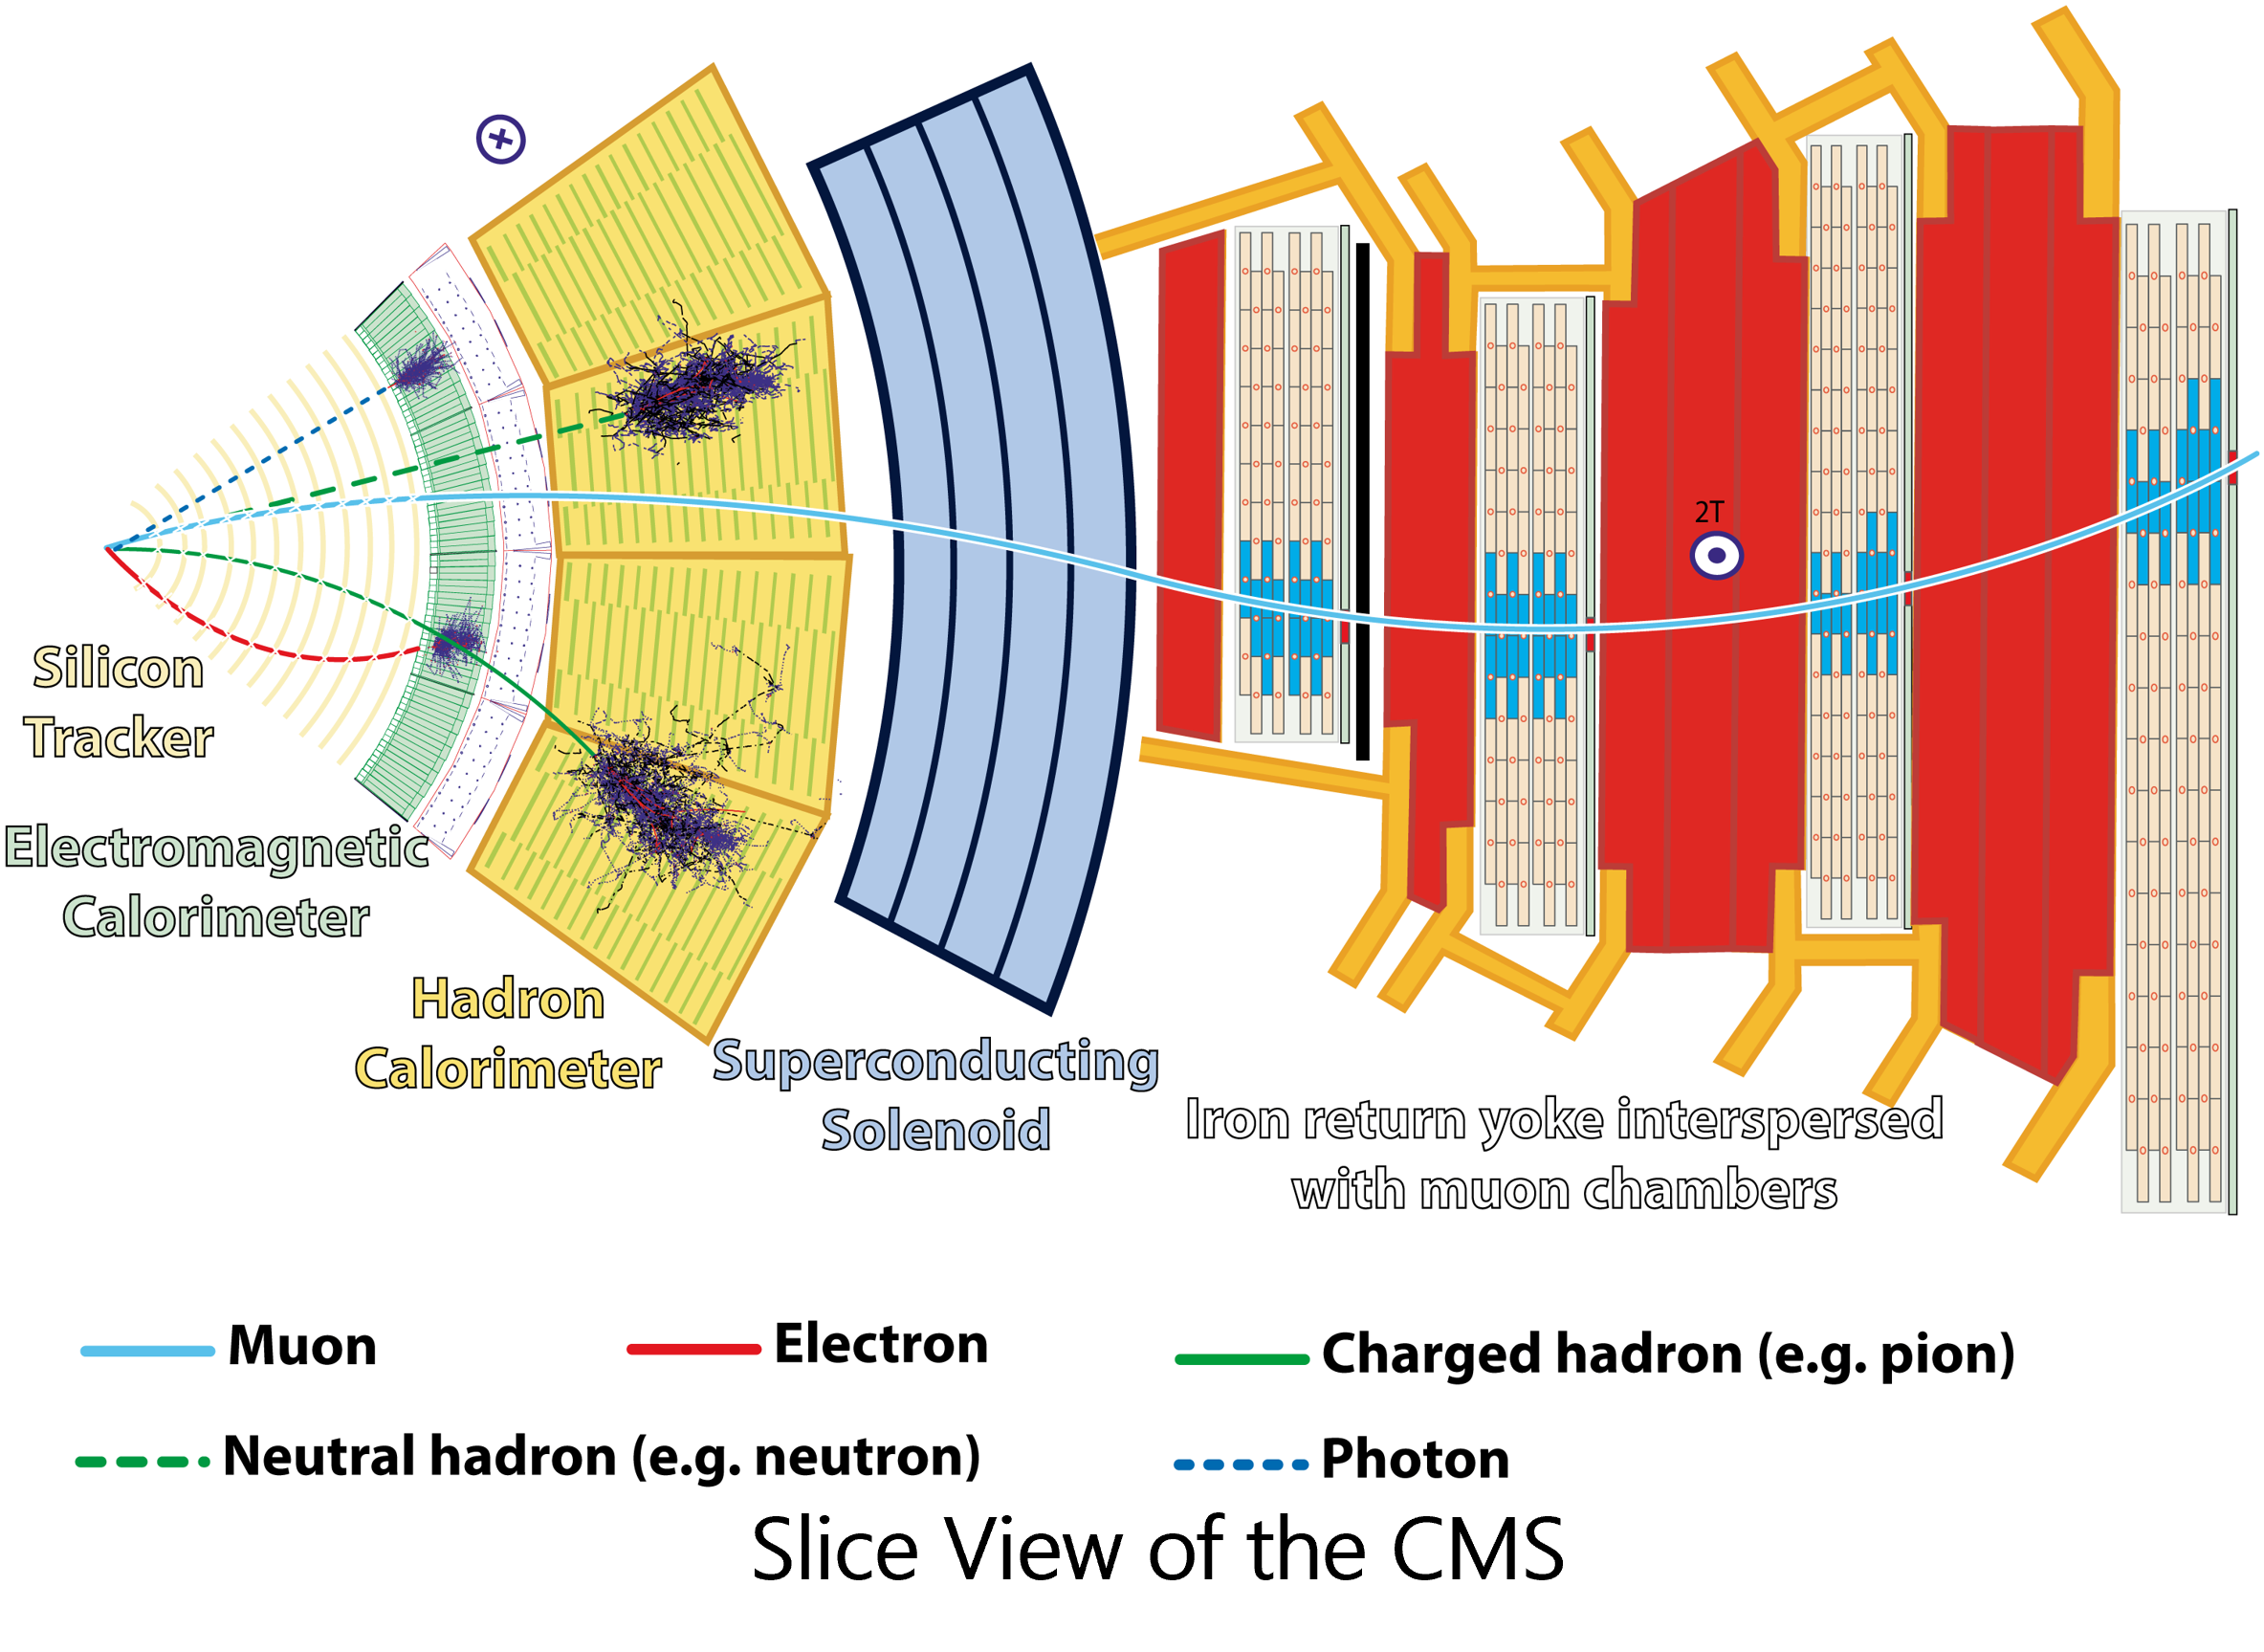 2T
Silicon
Tracker
Electromagnetic
Calorimeter
Hadron
Calorimeter
Superconducting
Solenoid
Iron return yoke interspersed
with muon chambers
Muon
Electron
Charged hadron (e.g. pion)
Neutral hadron (e.g. neutron)
Photon
Slice View of the CMS